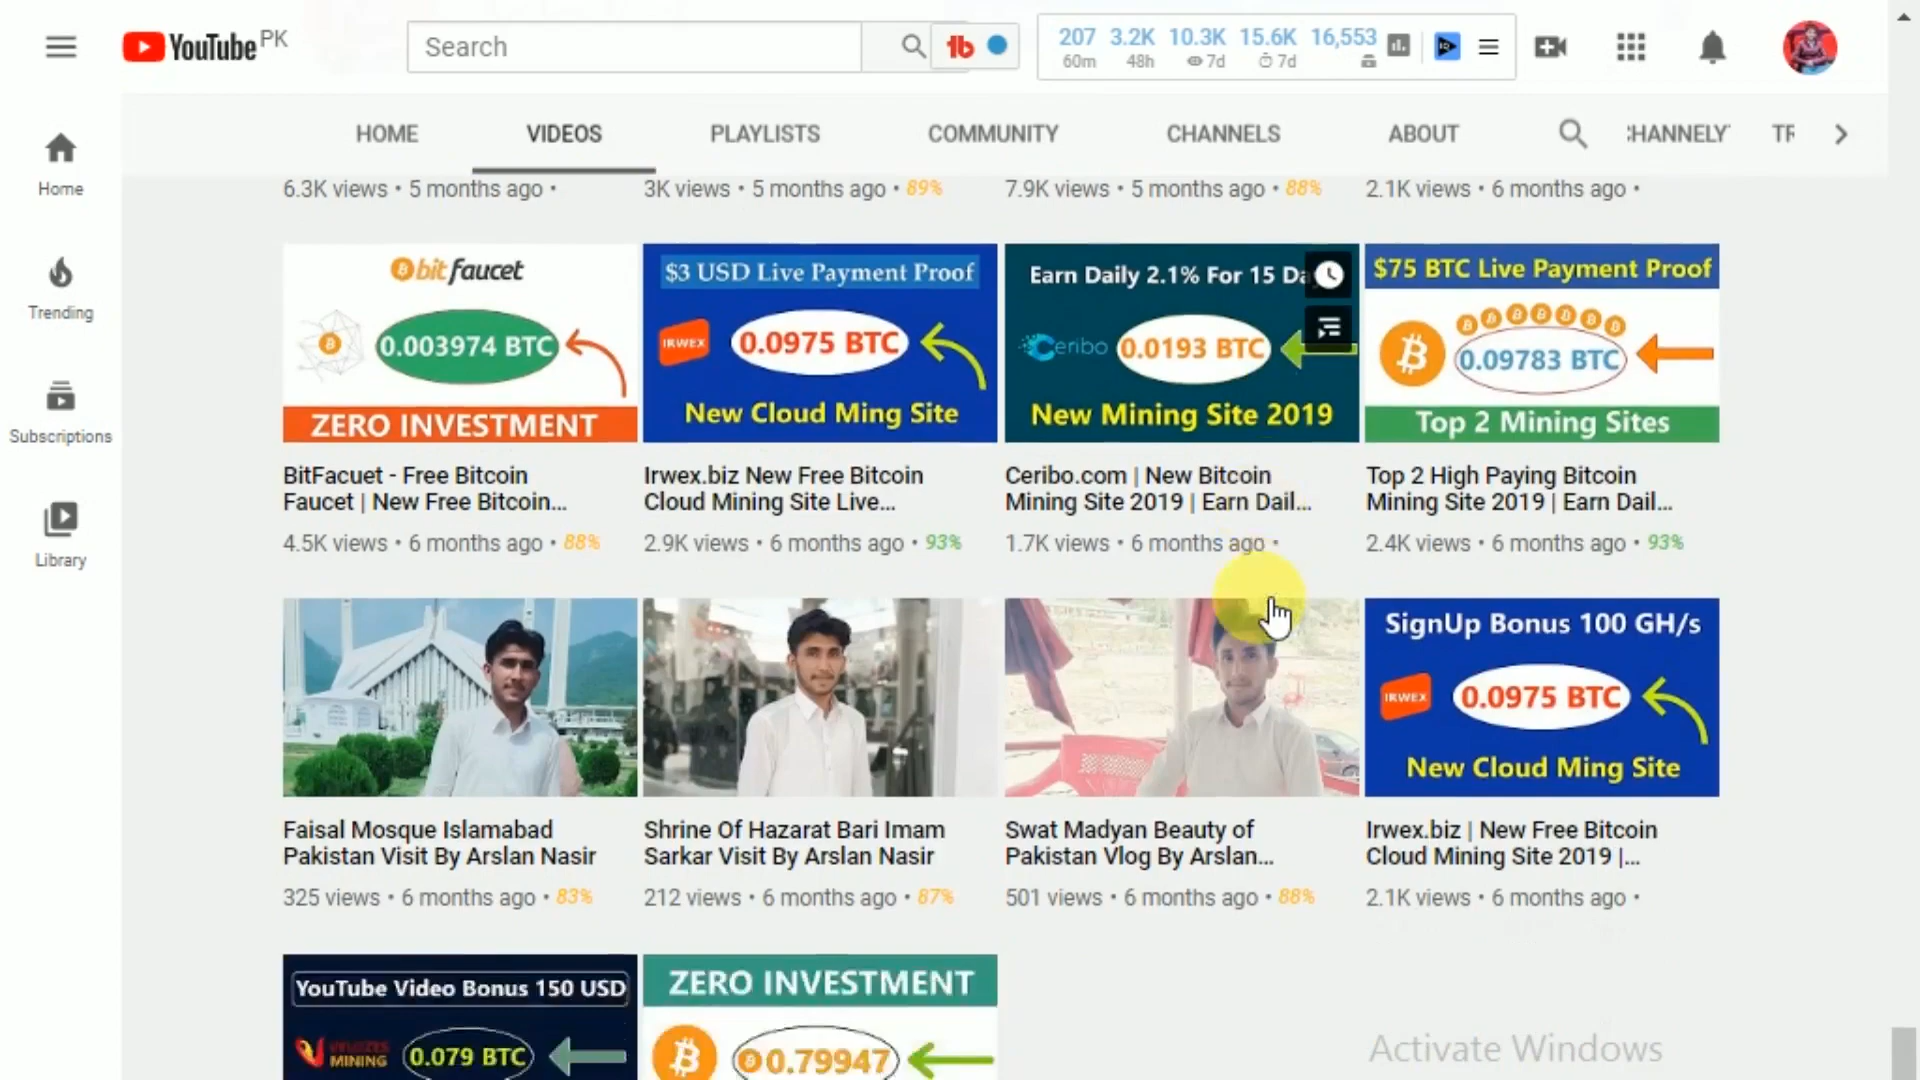 YouTube PK
Search
207 3.2K 10.3K 15.6K 16,553
60m 48h 7d 7d
HOME VIDEOS PLAYLISTS COMMUNITY CHANNELS ABOUT HANNELY TR
Home
Trending
Subscriptions
Library
6.3K views • 5 months ago •
3K views • 5 months ago • 89%
7.9K views • 5 months ago • 88%
2.1K views • 6 months ago •
bit faucet
0.003974 BTC
ZERO INVESTMENT
BitFacuet - Free Bitcoin
Faucet | New Free Bitcoin...
4.5K views • 6 months ago • 88%
$3 USD Live Payment Proof
IRWEX
0.0975 BTC
New Cloud Ming Site
Irwex.biz New Free Bitcoin
Cloud Mining Site Live...
2.9K views • 6 months ago • 93%
Earn Daily 2.1% For 15 Da
Ceribo
0.0193 BTC
New Mining Site 2019
Ceribo.com | New Bitcoin
Mining Site 2019 | Earn Dail...
1.7K views • 6 months ago •
$75 BTC Live Payment Proof
0.09783 BTC
Top 2 Mining Sites
Top 2 High Paying Bitcoin
Mining Site 2019 | Earn Dail...
2.4K views • 6 months ago • 93%
Faisal Mosque Islamabad
Pakistan Visit By Arslan Nasir
325 views • 6 months ago • 83%
Shrine Of Hazarat Bari Imam
Sarkar Visit By Arslan Nasir
212 views • 6 months ago • 87%
Swat Madyan Beauty of
Pakistan Vlog By Arslan...
501 views • 6 months ago • 88%
SignUp Bonus 100 GH/s
IRWEX
0.0975 BTC
New Cloud Ming Site
Irwex.biz | New Free Bitcoin
Cloud Mining Site 2019 |...
2.1K views • 6 months ago •
YouTube Video Bonus 150 USD
MINING
0.079 BTC
ZERO INVESTMENT
0.79947
Activate Windows